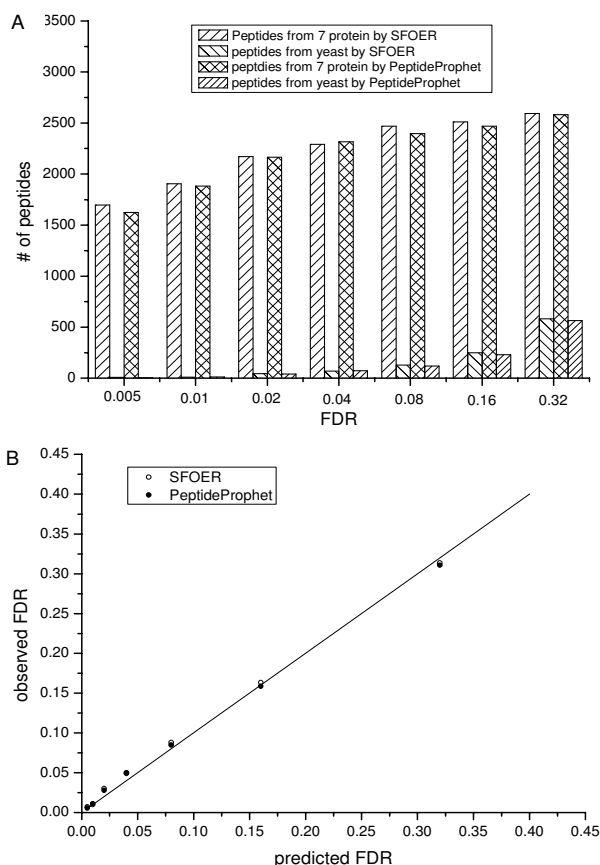 A
Peptides from 7 protein by SFOER
peptides from yeast by SFOER
peptdies from 7 protein by PeptideProphet
peptides from yeast by PeptideProphet
3500
3000
2500
2000
1500
1000
500
0
# of peptides
0.005 0.01 0.02 0.04 0.08 0.16 0.32
FDR
B
SFOER
PeptideProphet
0.45
0.40
0.35
0.30
0.25
0.20
0.15
0.10
0.05
0.00
observed FDR
0.00 0.05 0.10 0.15 0.20 0.25 0.30 0.35 0.40 0.45
predicted FDR